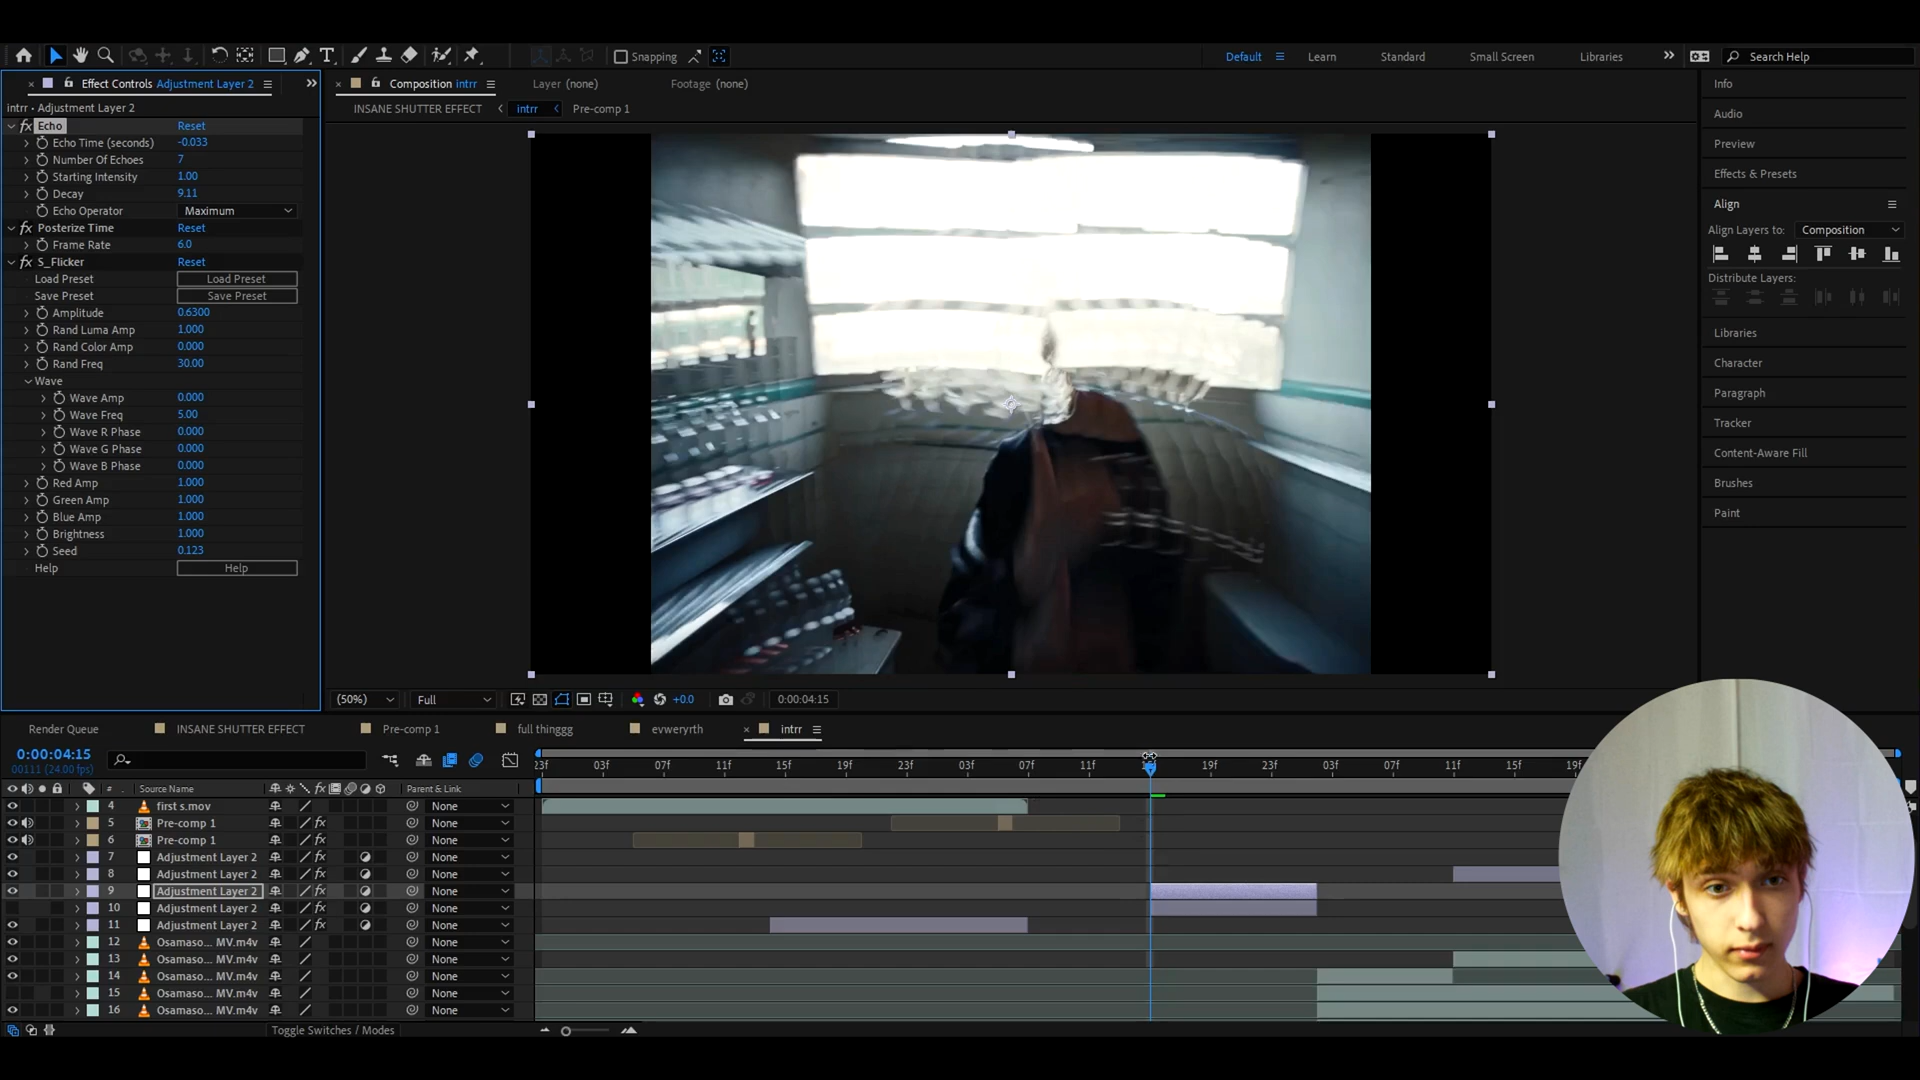 Snapping
Default
Learn
Standard
Small Screen
Libraries
Search Help
Effect Controls Adjustment Layer 2
Composition intrr
Layer (none)
Footage (none)
Info
intrr • Adjustment Layer 2
INSANE SHUTTER EFFECT
intrr
Pre-comp 1
Audio
fx Echo Reset
Echo Time (seconds) -0.033
Preview
Number Of Echoes 7
Starting Intensity 1.00
Effects & Presets
Decay 9.11
Align
Echo Operator Maximum
fx Posterize Time Reset
Align Layers to: Composition
Frame Rate 6.0
fx S_Flicker Reset
Load Preset Load Preset
Distribute Layers:
Save Preset Save Preset
Amplitude 0.6300
Rand Luma Amp 1.000
Libraries
Rand Color Amp 0.000
Rand Freq 30.00
Character
Wave
Paragraph
Wave Amp 0.000
Wave Freq 5.00
Tracker
Wave R Phase 0.000
Wave G Phase 0.000
Content-Aware Fill
Wave B Phase 0.000
Red Amp 1.000
Brushes
Green Amp 1.000
Blue Amp 1.000
Paint
Brightness 1.000
Seed 0.123
Help Help
(50%)
Full
+0.0
0:00:04:15
Render Queue
INSANE SHUTTER EFFECT
Pre-comp 1
full thinggg
evweryrth
intrr
0:00:04:15
00111 (24.00 fps)
23f 03f 07f 11f 15f 19f 23f 03f 07f 11f 19f 23f 03f 07f 11f 15f 19f
# Source Name fx Parent & Link
4 first s.mov None
5 Pre-comp 1 fx None
6 Pre-comp 1 fx None
7 Adjustment Layer 2 fx None
8 Adjustment Layer 2 fx None
9 Adjustment Layer 2 fx None
10 Adjustment Layer 2 fx None
11 Adjustment Layer 2 fx None
12 Osamaso... MV.m4v None
13 Osamaso... MV.m4v None
14 Osamaso... MV.m4v None
15 Osamaso... MV.m4v None
16 Osamaso... MV.m4v None
Toggle Switches / Modes